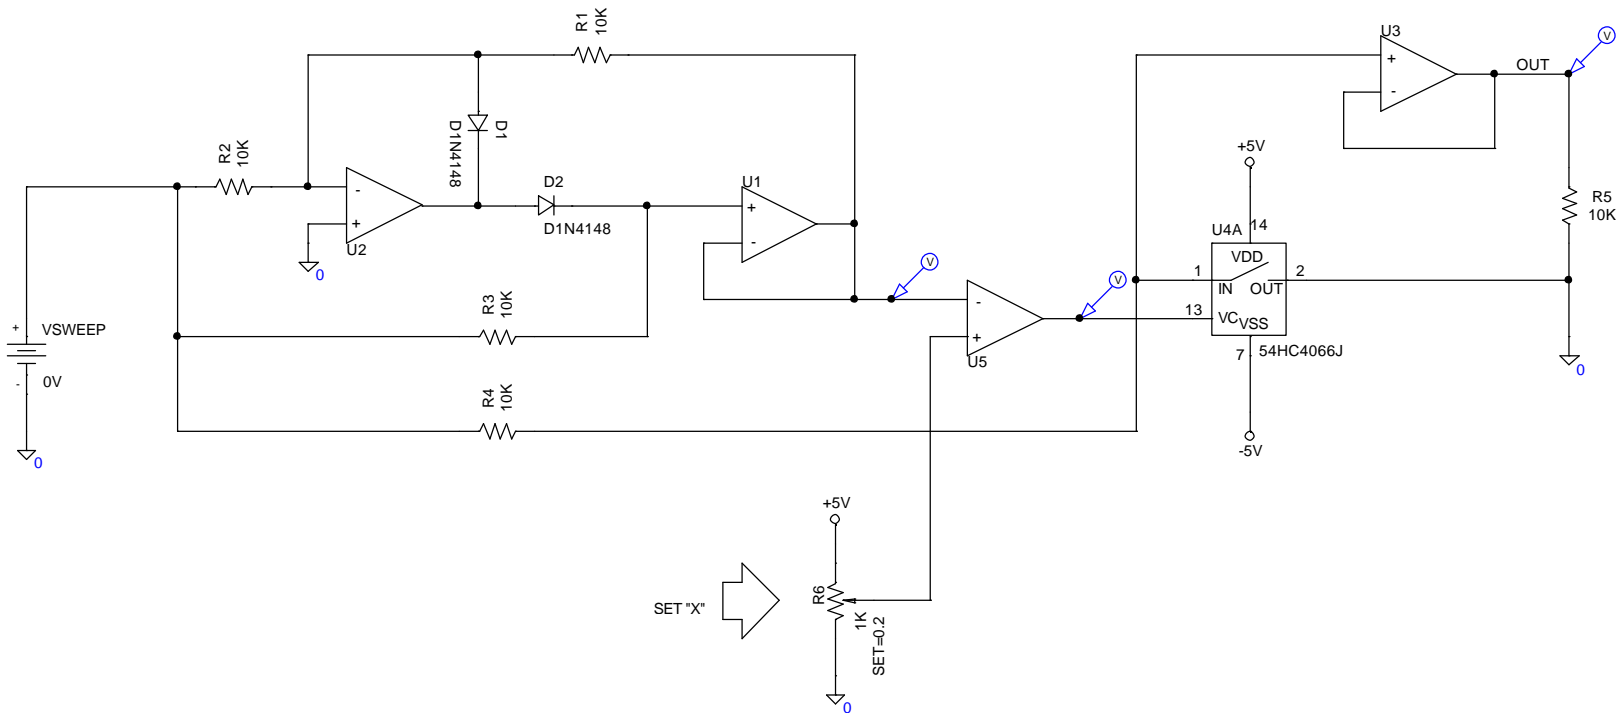 R1
10K
U3
+
-
OUT
V
D1
D1N4148
R2
10K
-
+
U2
0
D2
D1N4148
U1
+
-
+5V
14
U4A
VDD
1
IN
OUT
2
13
VC
VSS
7
54HC4066J
-5V
R5
10K
0
V
V
-
+
U5
R3
10K
+
VSWEEP
-
0V
0
R4
10K
+5V
SET "X"
R6
1K
SET=0.2
0